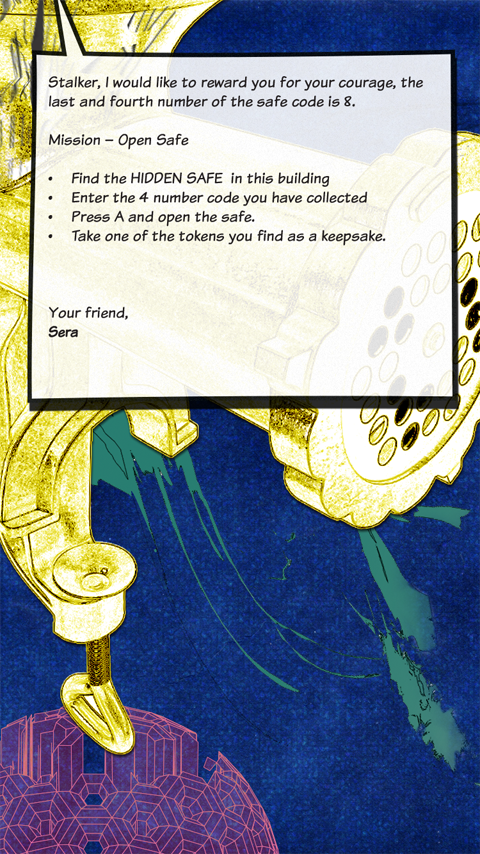 Stalker, I would like to reward you for your courage, the
last and fourth number of the safe code is 8.
Mission – Open Safe
• Find the HIDDEN SAFE in this building
• Enter the 4 number code you have collected
• Press A and open the safe.
• Take one of the tokens you find as a keepsake.
Your friend,
Sera